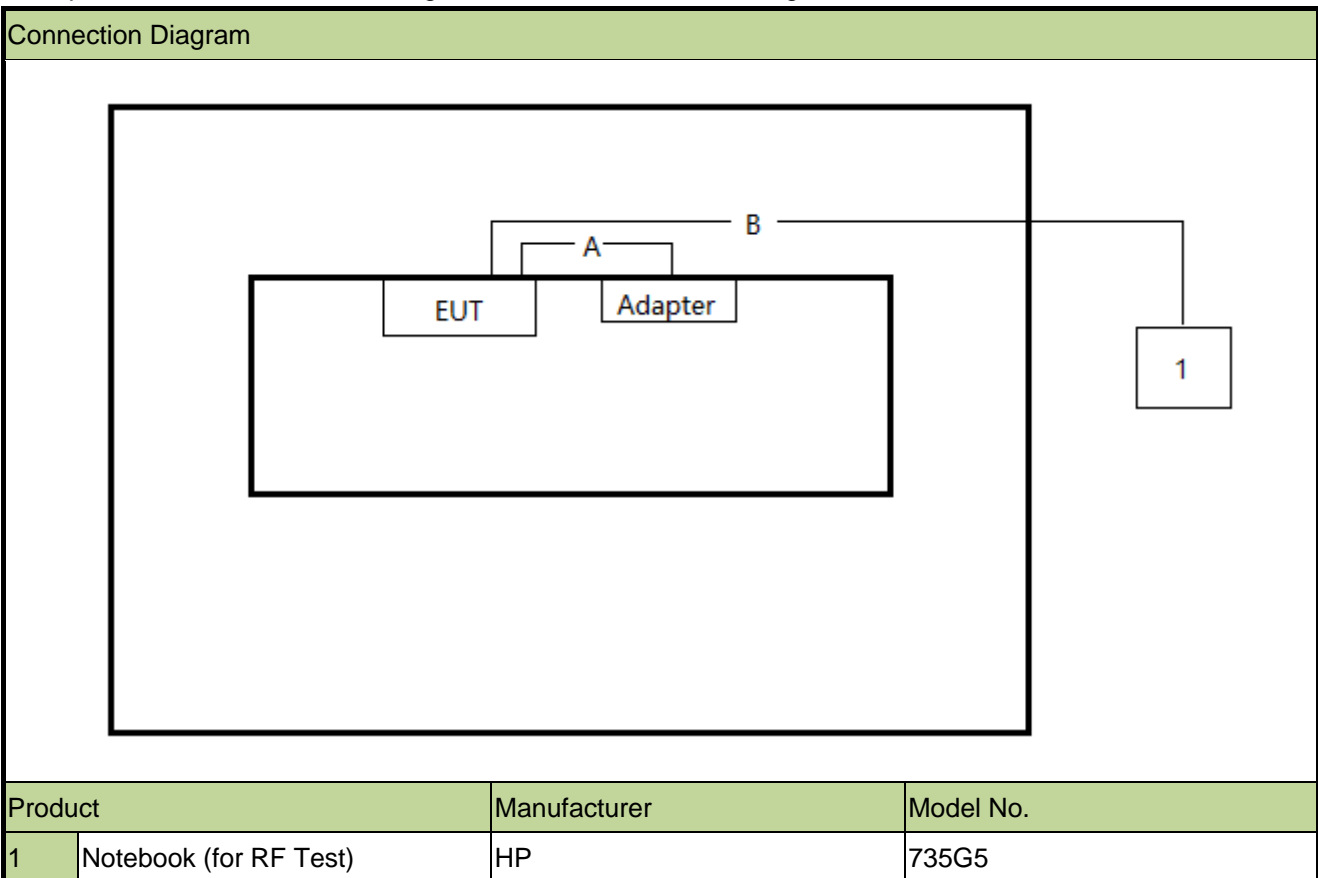 Connection Diagram
B
A
EUT
Adapter
1
Product Manufacturer Model No.
1 Notebook (for RF Test) HP 735G5